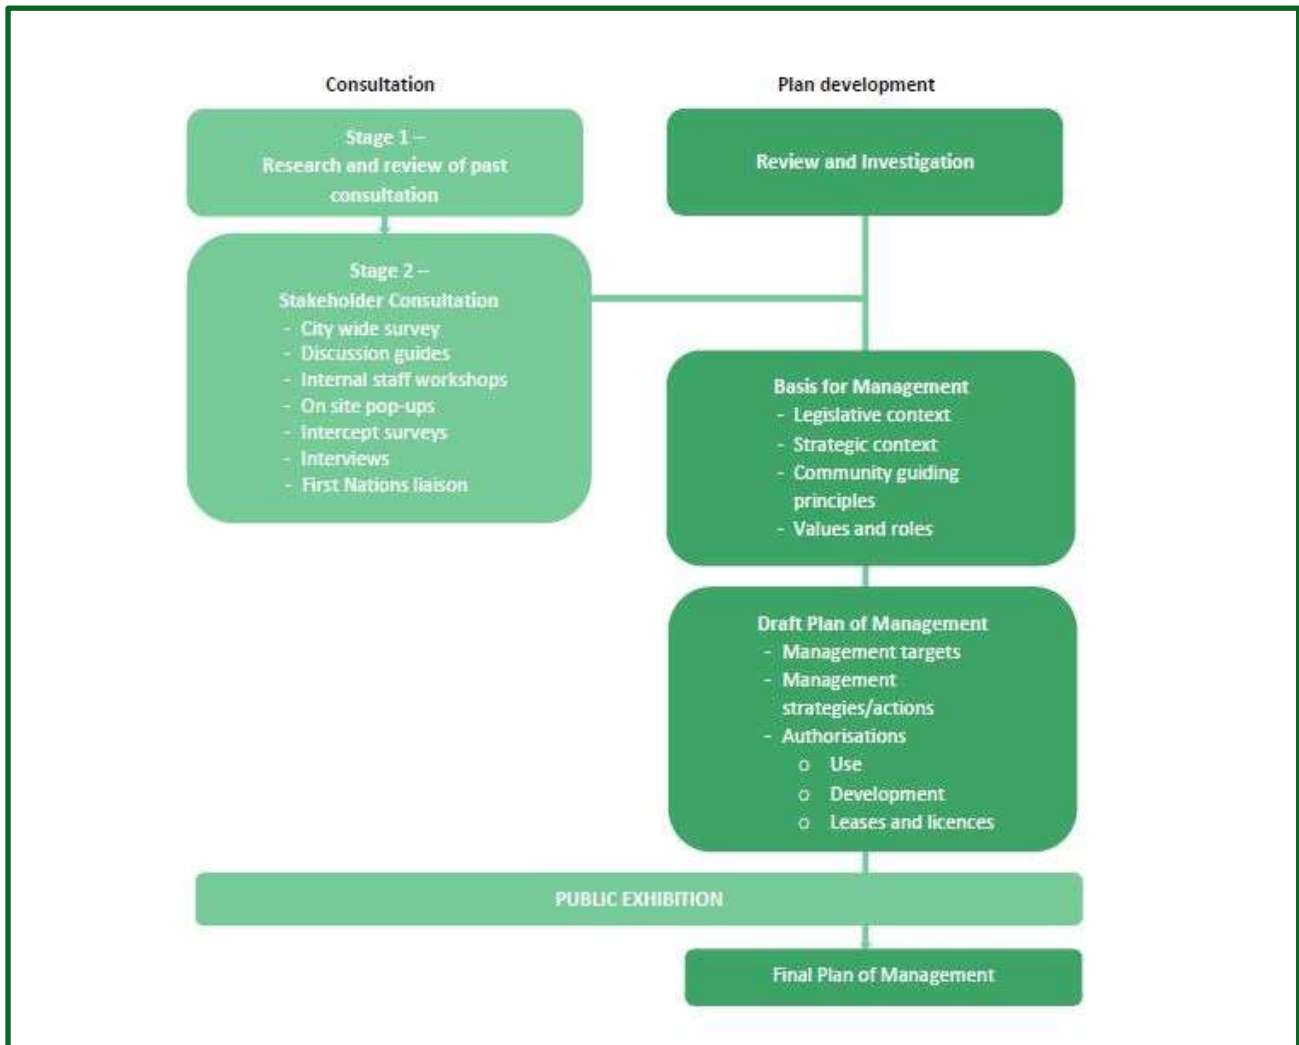 Consultation
Stage 1 –
Research and review of past
consultation
Stage 2 –
Stakeholder Consultation
- City wide survey
- Discussion guides
- Internal staff workshops
- On site pop-ups
- Intercept surveys
- Interviews
- First Nations liaison
Plan development
Review and Investigation
Basis for Management
- Legislative context
- Strategic context
- Community guiding
principles
- Values and roles
Draft Plan of Management
- Management targets
- Management
strategies/actions
- Authorisations
o Use
o Development
o Leases and licences
PUBLIC EXHIBITION
Final Plan of Management